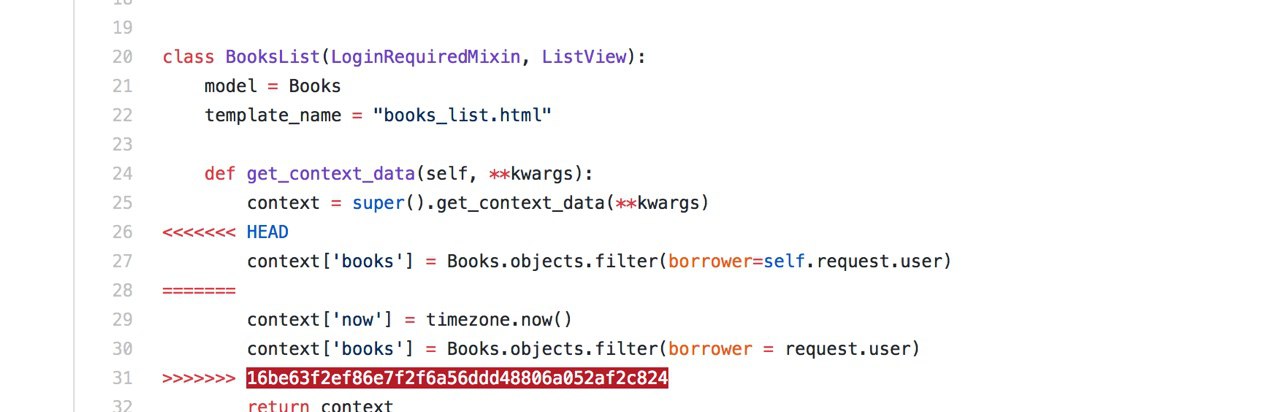 18
19
20 class BooksList(LoginRequiredMixin, ListView):
21     model = Books
22     template_name = "books_list.html"
23
24     def get_context_data(self, **kwargs):
25         context = super().get_context_data(**kwargs)
26 <<<<<<< HEAD
27         context['books'] = Books.objects.filter(borrower=self.request.user)
28 =======
29         context['now'] = timezone.now()
30         context['books'] = Books.objects.filter(borrower = request.user)
31 >>>>>>> 16be63f2ef86e7f2f6a56ddd48806a052af2c824
32         return context